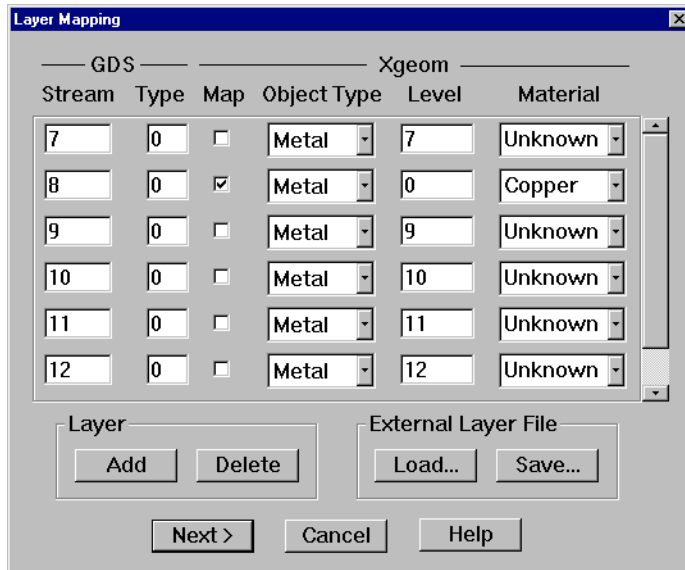 Layer Mapping
GDS Xgeom
Stream Type Map Object Type Level Material
7 0 Metal 7 Unknown
8 0 Metal 0 Copper
9 0 Metal 9 Unknown
10 0 Metal 10 Unknown
11 0 Metal 11 Unknown
12 0 Metal 12 Unknown
Layer External Layer File
Add Delete Load... Save...
Next > Cancel Help